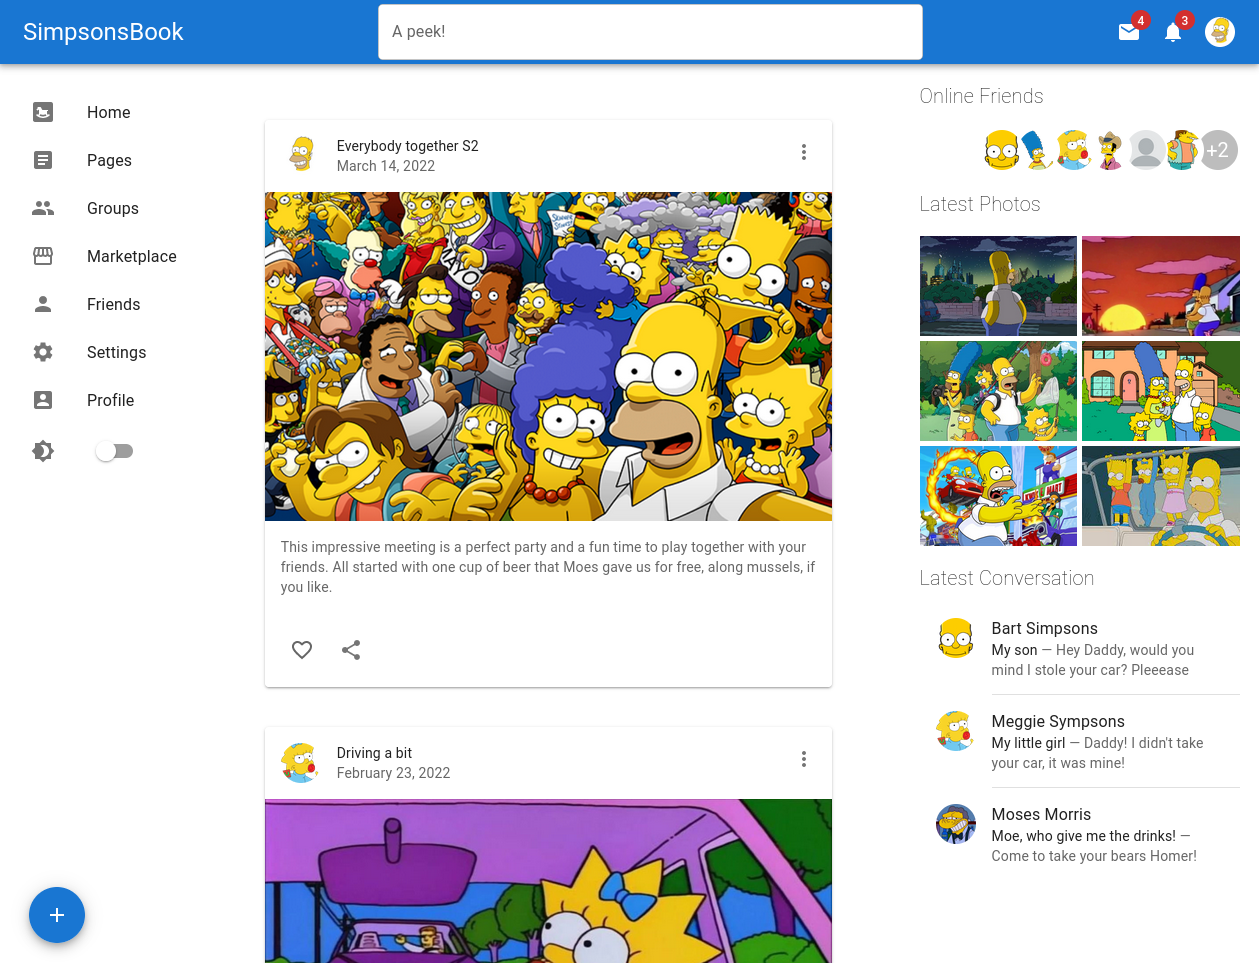 SimpsonsBook
A peek!
4
3
Home
Pages
Groups
Marketplace
Friends
Settings
Profile
Everybody together S2
March 14, 2022
This impressive meeting is a perfect party and a fun time to play together with your
friends. All started with one cup of beer that Moes gave us for free, along mussels, if
you like.
Driving a bit
February 23, 2022
Online Friends
+2
Latest Photos
Latest Conversation
Bart Simpsons
My son — Hey Daddy, would you
mind I stole your car? Pleeease
Meggie Sympsons
My little girl — Daddy! I didn't take
your car, it was mine!
Moses Morris
Moe, who give me the drinks! —
Come to take your bears Homer!